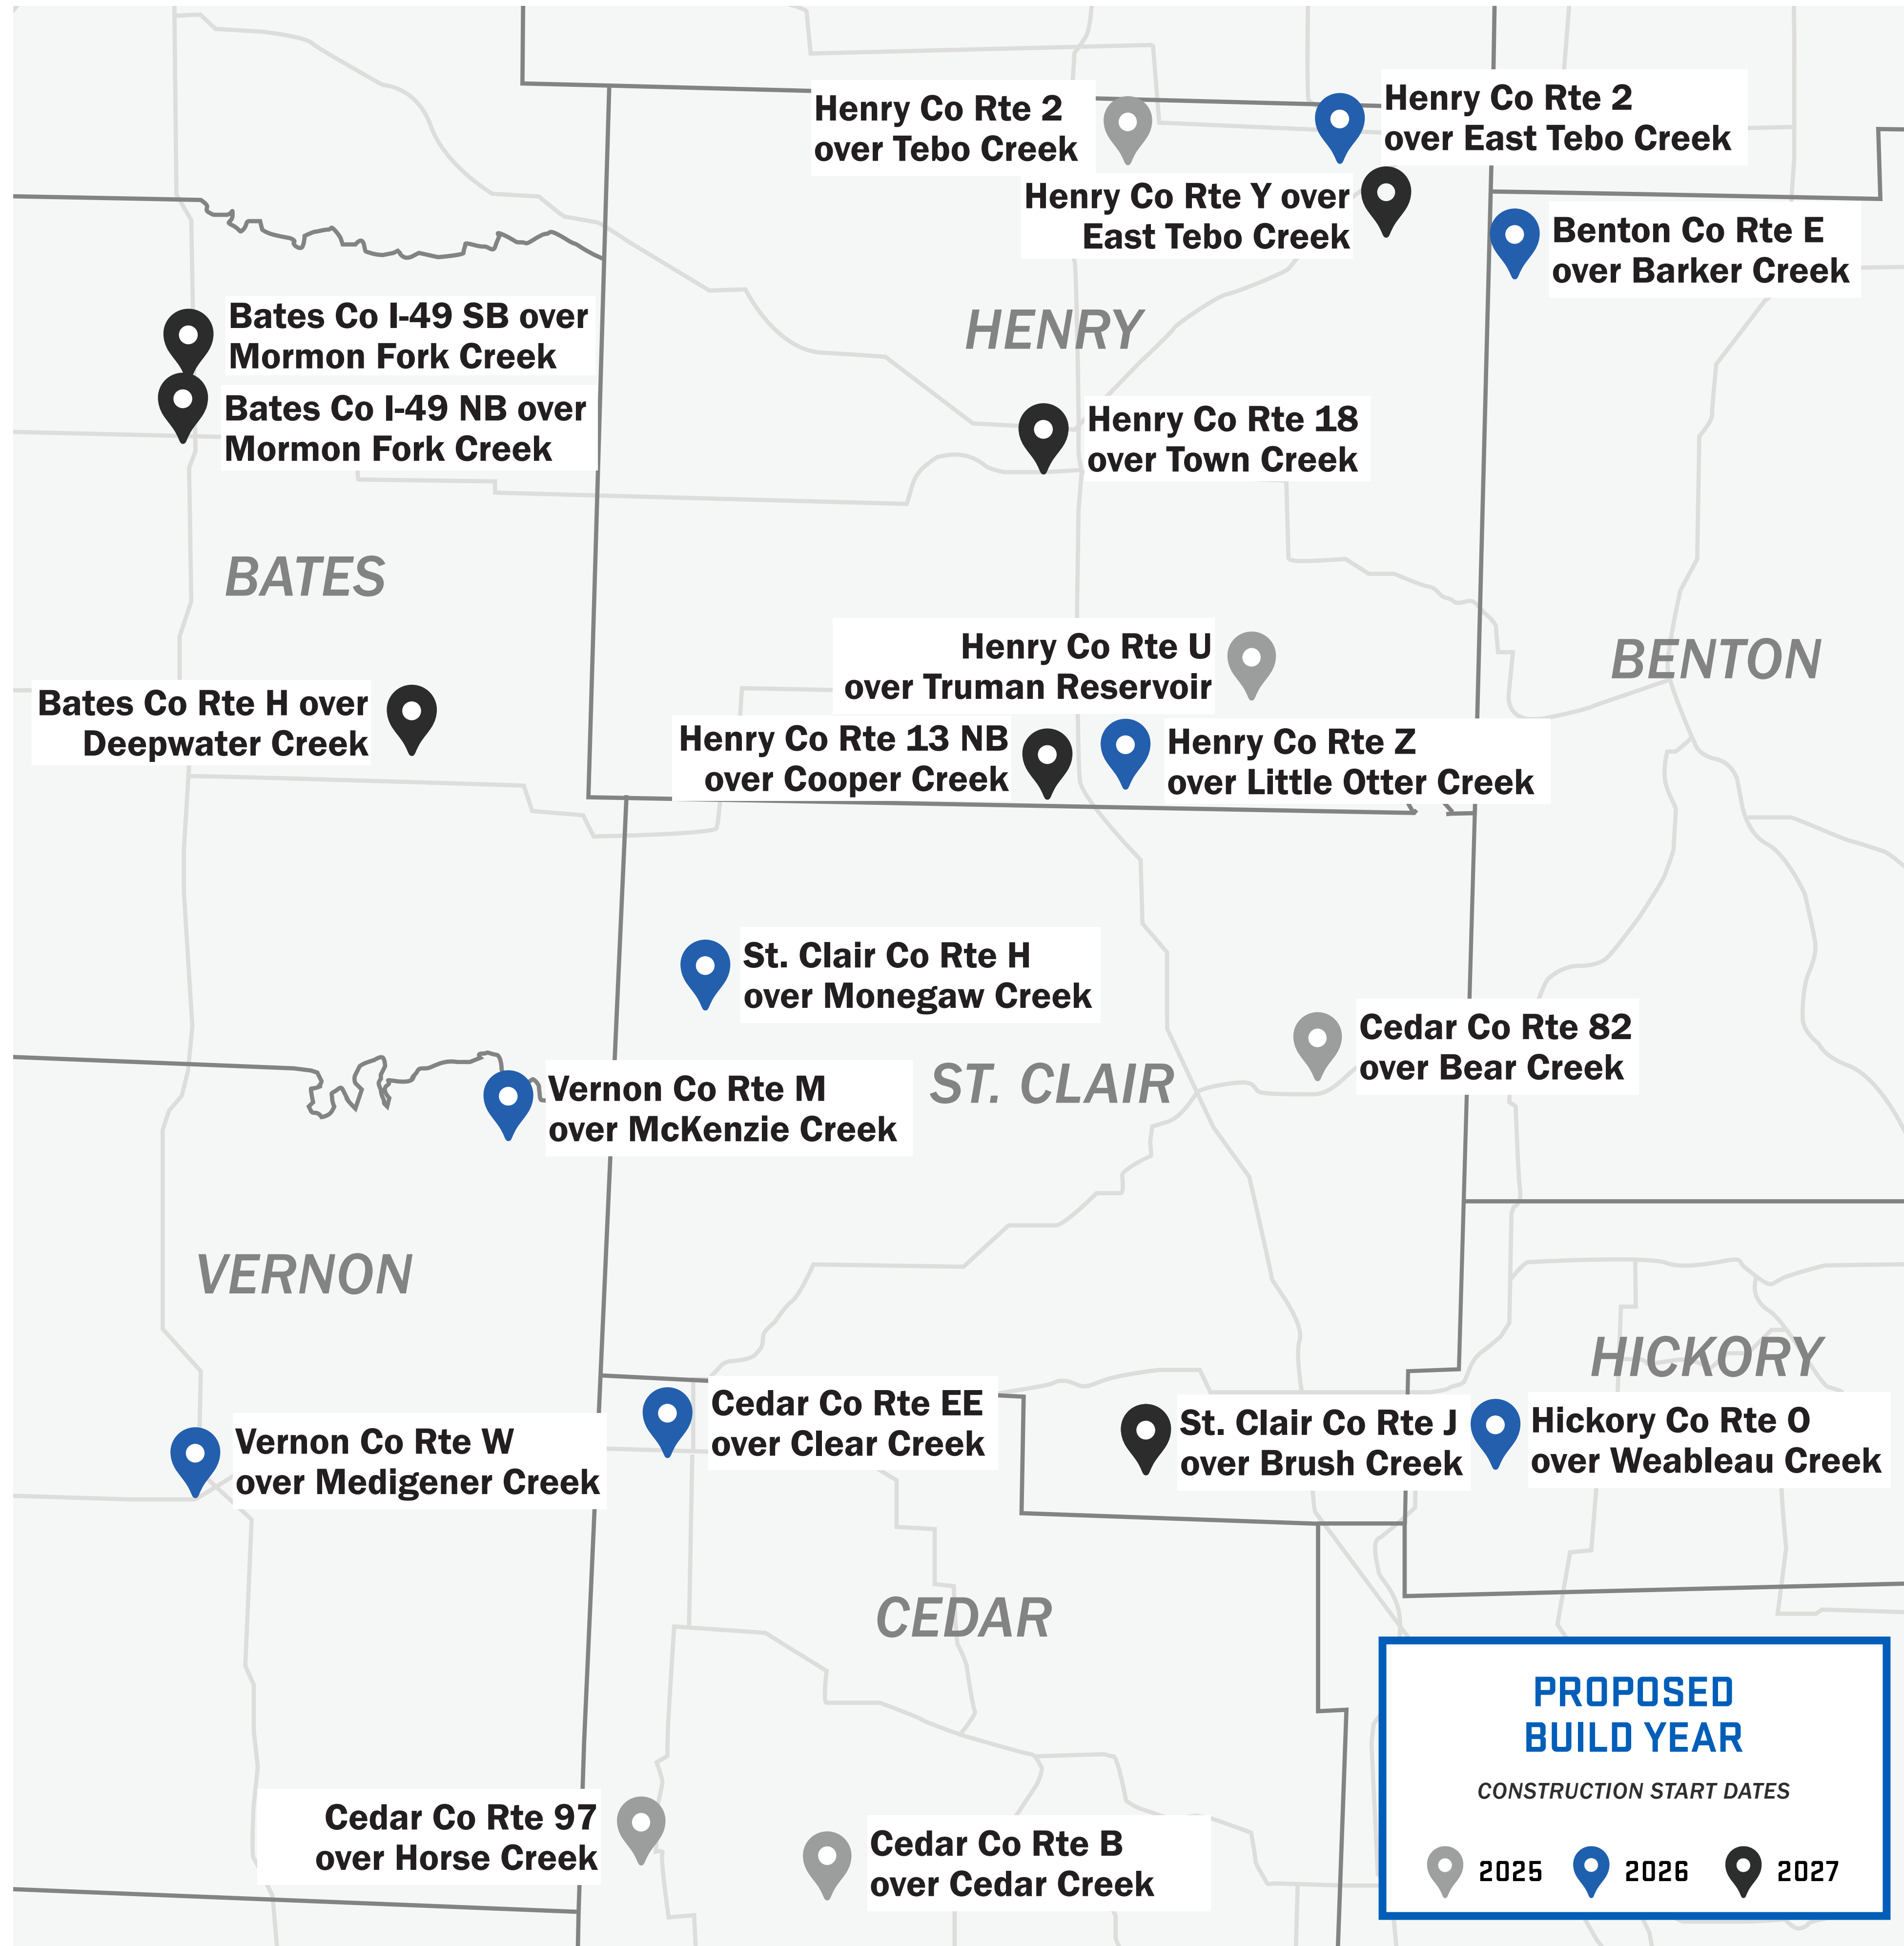 Henry Co Rte 2
over Tebo Creek
Henry Co Rte 2
over East Tebo Creek
Henry Co Rte Y over
East Tebo Creek
Benton Co Rte E
over Barker Creek
Bates Co I-49 SB over
Mormon Fork Creek
HENRY
Bates Co I-49 NB over
Mormon Fork Creek
Henry Co Rte 18
over Town Creek
BATES
Henry Co Rte U
over Truman Reservoir
BENTON
Bates Co Rte H over
Deepwater Creek
Henry Co Rte 13 NB
over Cooper Creek
Henry Co Rte Z
over Little Otter Creek
St. Clair Co Rte H
over Monegaw Creek
Cedar Co Rte 82
over Bear Creek
ST. CLAIR
Vernon Co Rte M
over McKenzie Creek
VERNON
HICKORY
Cedar Co Rte EE
over Clear Creek
St. Clair Co Rte J
over Brush Creek
Hickory Co Rte O
over Weableau Creek
Vernon Co Rte W
over Medigener Creek
CEDAR
PROPOSED
BUILD YEAR
CONSTRUCTION START DATES
2025 2026 2027
Cedar Co Rte 97
over Horse Creek
Cedar Co Rte B
over Cedar Creek